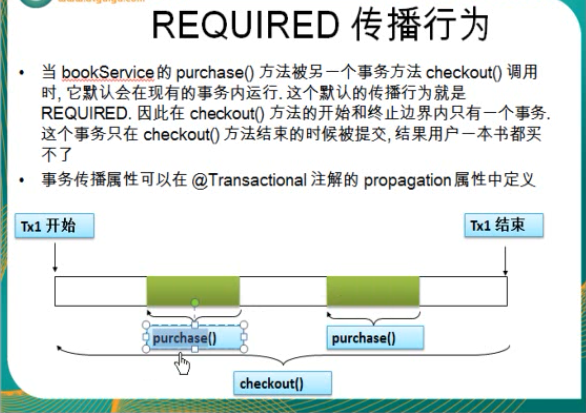 REQUIRED 传播行为
• 当 bookService 的 purchase() 方法被另一个事务方法 checkout() 调用
时, 它默认会在现有的事务内运行. 这个默认的传播行为就是
REQUIRED. 因此在 checkout() 方法的开始和终止边界内只有一个事务.
这个事务只在 checkout() 方法结束的时候被提交, 结果用户一本书都买
不了
• 事务传播属性可以在 @Transactional 注解的 propagation 属性中定义
Tx1 开始
Tx1 结束
purchase()
purchase()
checkout()